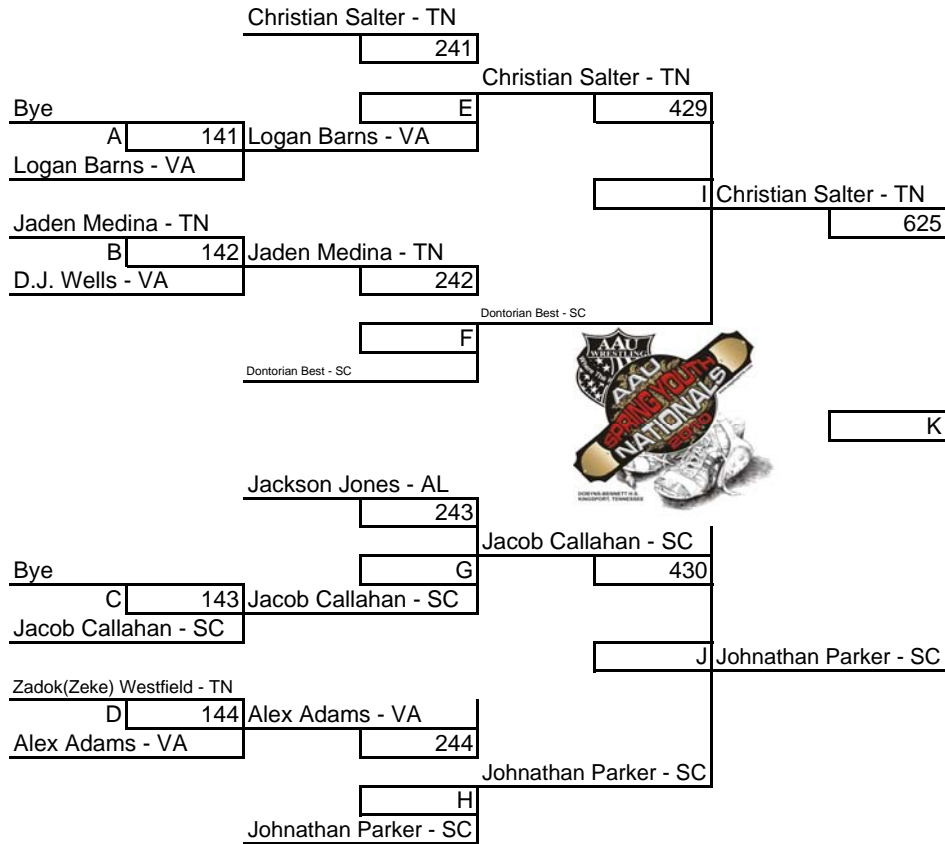 Christian Salter - TN
241
Christian Salter - TN
Bye
E
429
A
141
Logan Barns - VA
Logan Barns - VA
I
Christian Salter - TN
Jaden Medina - TN
625
B
142
Jaden Medina - TN
D.J. Wells - VA
242
Dontorian Best - SC
F
Dontorian Best - SC
AAU
WRESTLING
AAU
SPRING YOUTH
NATIONALS
2010
DOBYNS-BENNETT H.S.
KINGSPORT, TENNESSEE
K
Jackson Jones - AL
243
Jacob Callahan - SC
Bye
G
430
C
143
Jacob Callahan - SC
Jacob Callahan - SC
J
Johnathan Parker - SC
Zadok(Zeke) Westfield - TN
D
144
Alex Adams - VA
Alex Adams - VA
244
Johnathan Parker - SC
H
Johnathan Parker - SC